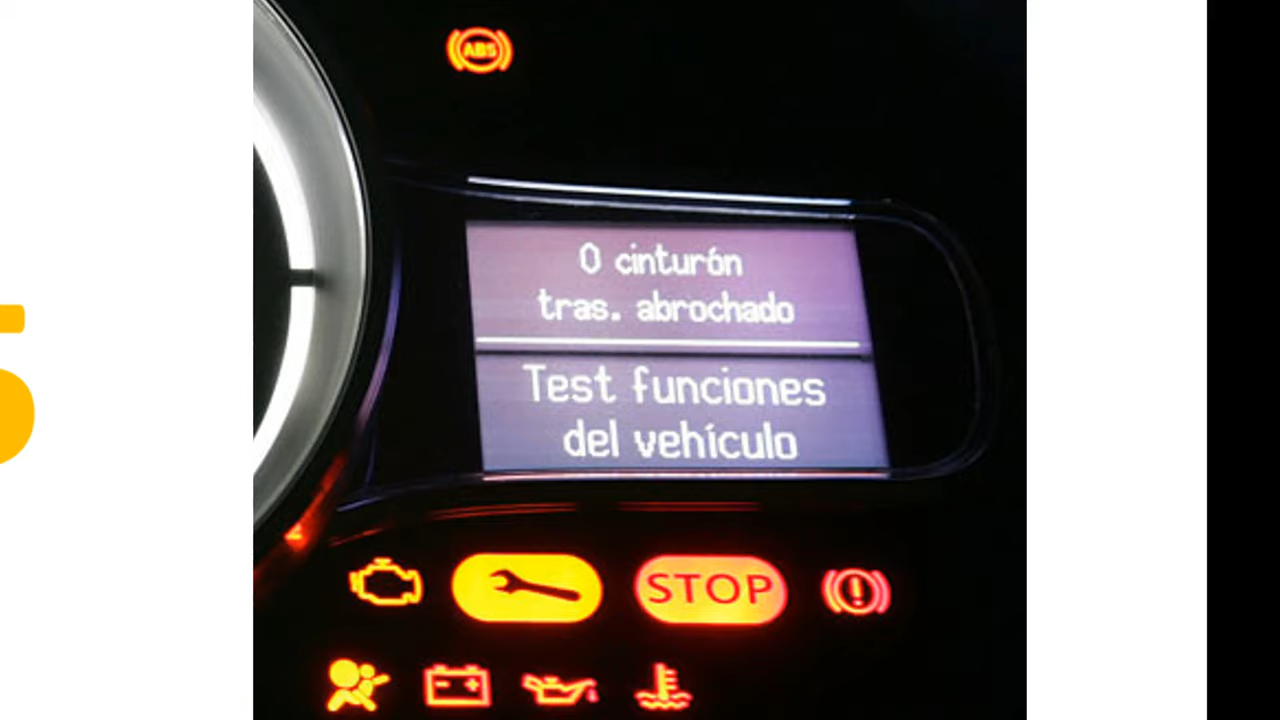 ABS
0 cinturón
tras. abrochado
Test funciones
del vehículo
STOP